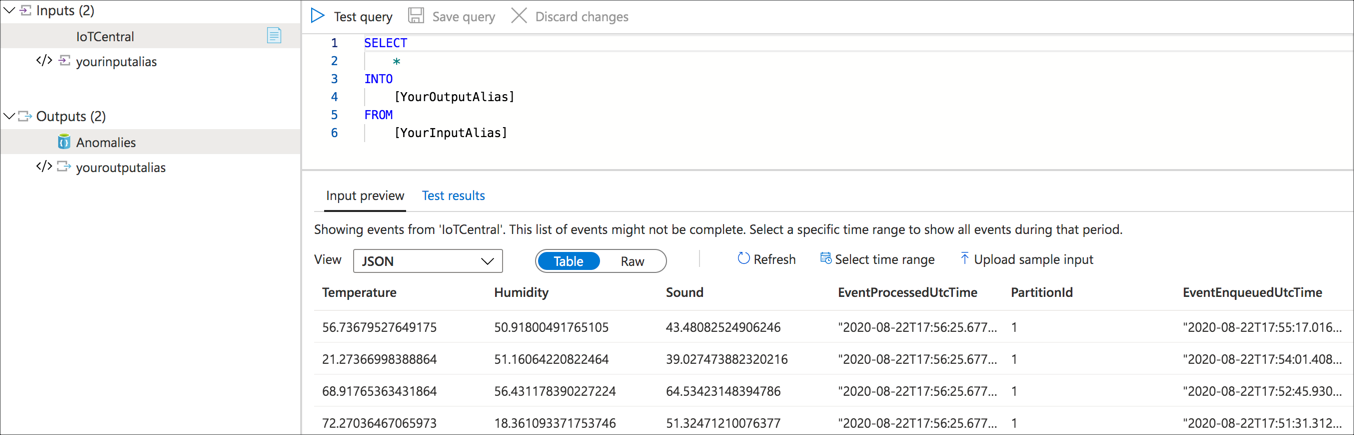 Inputs (2)
IoTCentral
</> yourinputalias
Outputs (2)
Anomalies
</> youroutputalias
Test query Save query Discard changes
1 SELECT
2 *
3 INTO
4 [YourOutputAlias]
5 FROM
6 [YourInputAlias]
Input preview Test results
Showing events from 'IoTCentral'. This list of events might not be complete. Select a specific time range to show all events during that period.
View JSON Table Raw Refresh Select time range Upload sample input
Temperature Humidity Sound EventProcessedUtcTime PartitionId EventEnqueuedUtcTime
56.73679527649175 50.91800491765105 43.48082524906246 "2020-08-22T17:56:25.677... 1 "2020-08-22T17:55:17.016...
21.27366998388864 51.16064220822464 39.027473882320216 "2020-08-22T17:56:25.677... 1 "2020-08-22T17:54:01.408...
68.91765363431864 56.431178390227224 64.53423148394786 "2020-08-22T17:56:25.677... 1 "2020-08-22T17:52:45.930...
72.27036467065973 18.361093371753746 51.32471210076377 "2020-08-22T17:56:25.677... 1 "2020-08-22T17:51:31.312...